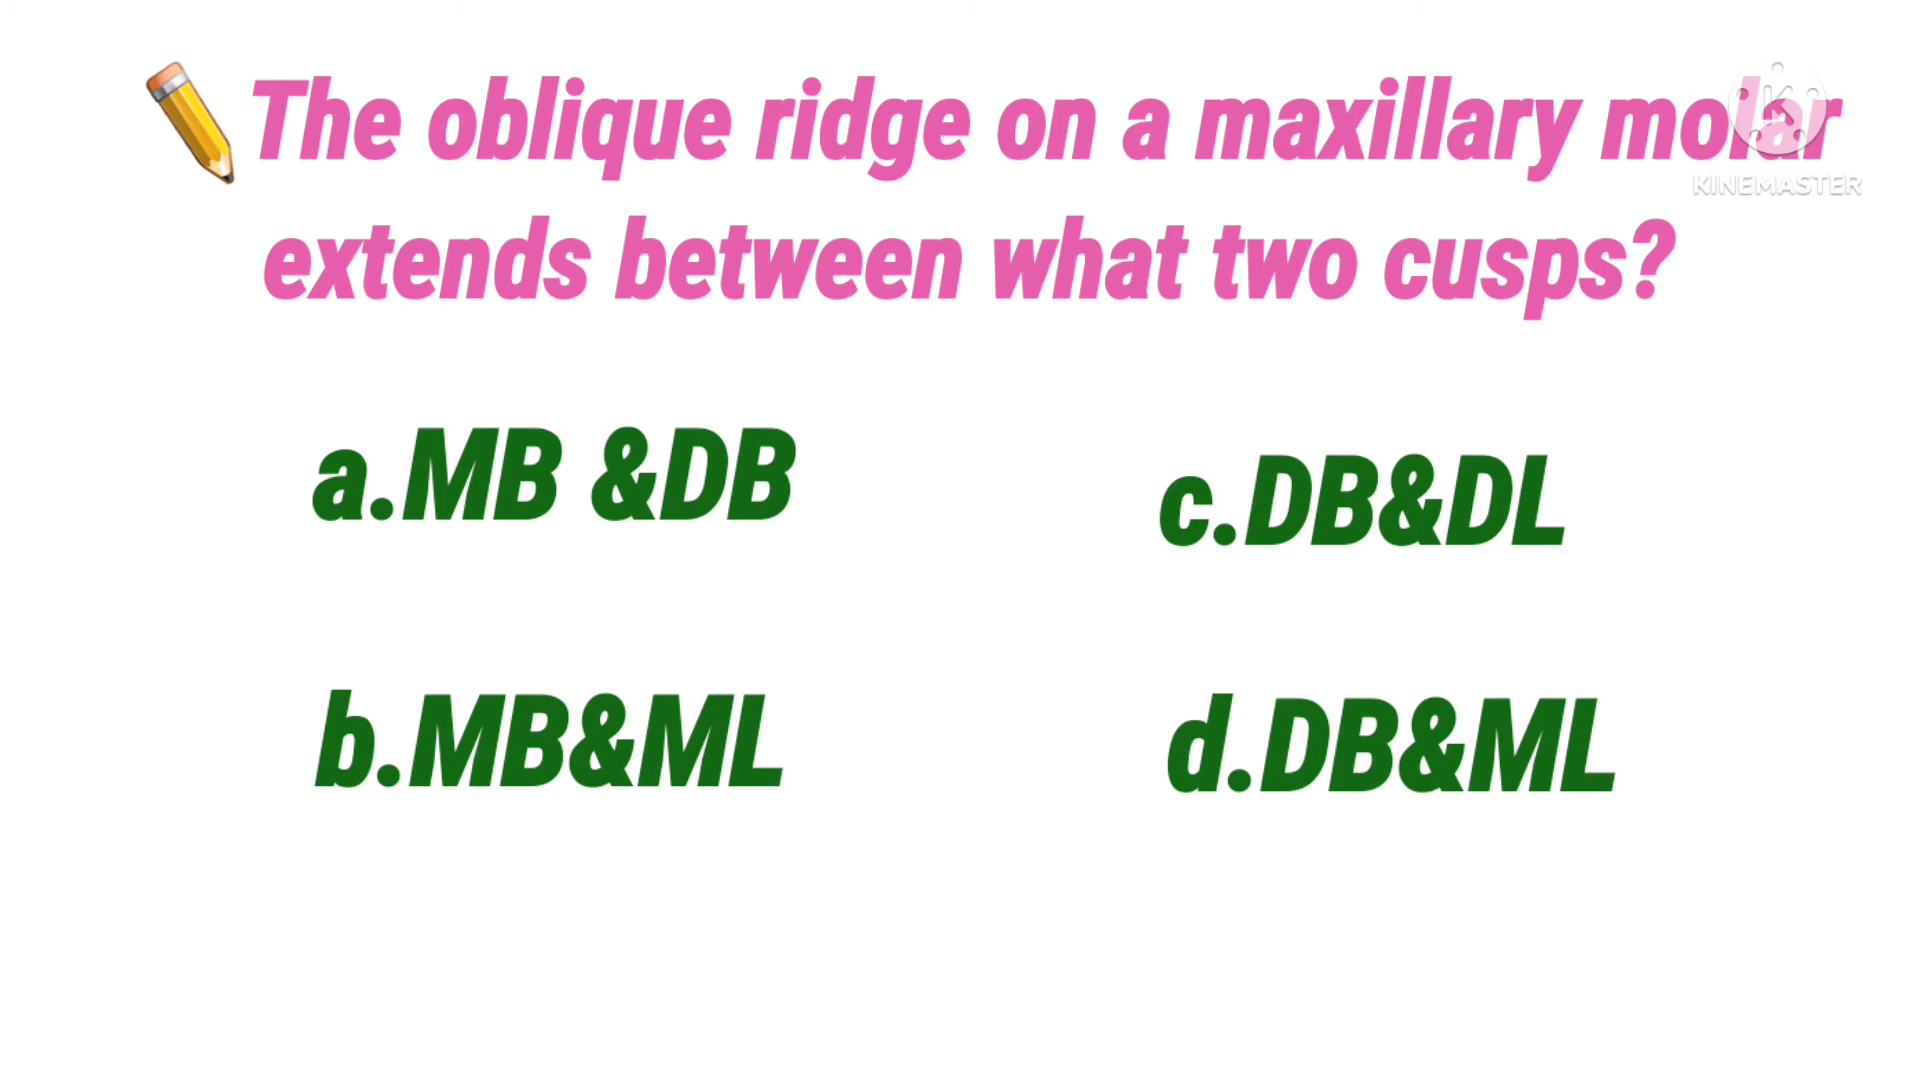 The oblique ridge on a maxillary molar
KINEMASTER
extends between what two cusps?
a.MB &DB
c.DB&DL
b.MB&ML
d.DB&ML